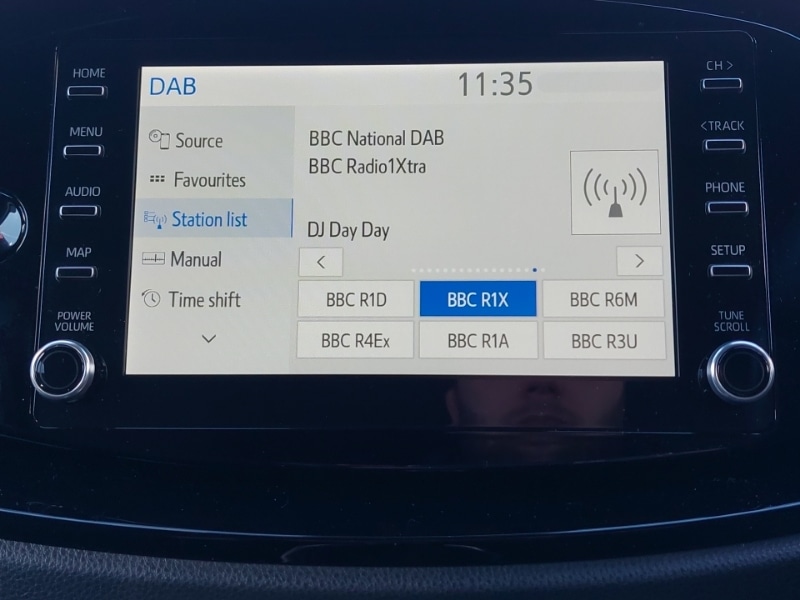 HOME
MENU
AUDIO
MAP
POWER
VOLUME
DAB
11:35
Source
Favourites
Station list
Manual
Time shift
BBC National DAB
BBC Radio1Xtra
DJ Day Day
< >
BBC R1D BBC R1X BBC R6M
BBC R4Ex BBC R1A BBC R3U
CH >
< TRACK
PHONE
SETUP
TUNE
SCROLL